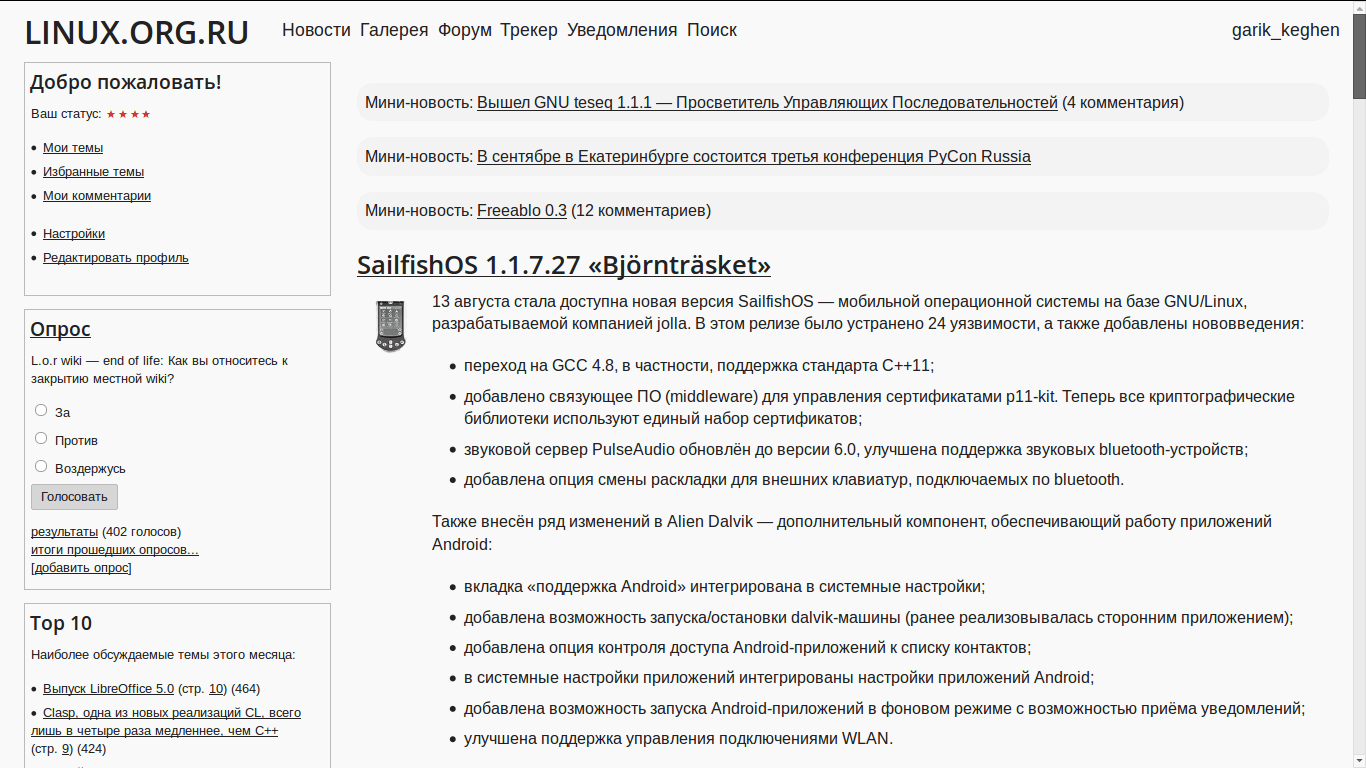 LINUX.ORG.RU
Новости Галерея Форум Трекер Уведомления Поиск
garik_keghen
Добро пожаловать!
Ваш статус: ★★★★
Мои темы
Избранные темы
Мои комментарии
Настройки
Редактировать профиль
Опрос
L.o.r wiki — end of life: Как вы относитесь к
закрытию местной wiki?
За
Против
Воздержусь
Голосовать
результаты (402 голосов)
итоги прошедших опросов...
[добавить опрос]
Top 10
Наиболее обсуждаемые темы этого месяца:
Выпуск LibreOffice 5.0 (стр. 10) (464)
Clasp, одна из новых реализаций CL, всего
лишь в четыре раза медленнее, чем C++
(стр. 9) (424)
Мини-новость: Вышел GNU teseq 1.1.1 — Просветитель Управляющих Последовательностей (4 комментария)
Мини-новость: В сентябре в Екатеринбурге состоится третья конференция PyCon Russia
Мини-новость: Freeablo 0.3 (12 комментариев)
SailfishOS 1.1.7.27 «Björnträsket»
13 августа стала доступна новая версия SailfishOS — мобильной операционной системы на базе GNU/Linux,
разрабатываемой компанией jolla. В этом релизе было устранено 24 уязвимости, а также добавлены нововведения:
переход на GCC 4.8, в частности, поддержка стандарта C++11;
добавлено связующее ПО (middleware) для управления сертификатами p11-kit. Теперь все криптографические
библиотеки используют единый набор сертификатов;
звуковой сервер PulseAudio обновлён до версии 6.0, улучшена поддержка звуковых bluetooth-устройств;
добавлена опция смены раскладки для внешних клавиатур, подключаемых по bluetooth.
Также внесён ряд изменений в Alien Dalvik — дополнительный компонент, обеспечивающий работу приложений
Android:
вкладка «поддержка Android» интегрирована в системные настройки;
добавлена возможность запуска/остановки dalvik-машины (ранее реализовывалась сторонним приложением);
добавлена опция контроля доступа Android-приложений к списку контактов;
в системные настройки приложений интегрированы настройки приложений Android;
добавлена возможность запуска Android-приложений в фоновом режиме с возможностью приёма уведомлений;
улучшена поддержка управления подключениями WLAN.